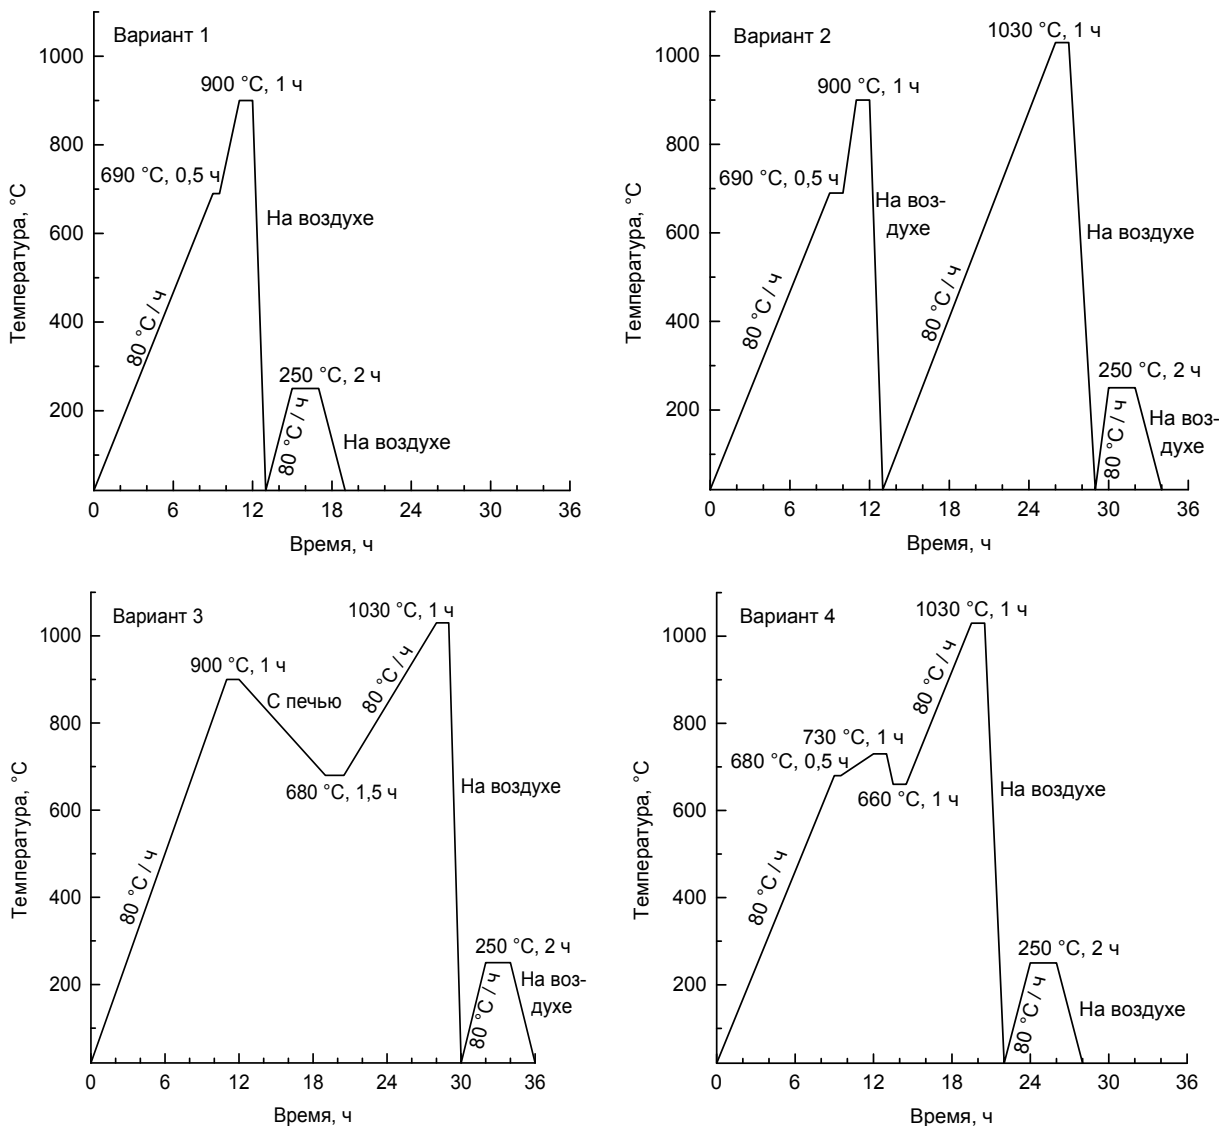 Вариант 1
1000
800
600
400
200
Температура, °С
900 °С, 1 ч
690 °С, 0,5 ч
На воздухе
80 °С / ч
250 °С, 2 ч
80 °С / ч
На воздухе
0 6 12 18 24 30 36
Время, ч
Вариант 2
1000
800
600
400
200
Температура, °С
1030 °С, 1 ч
900 °С, 1 ч
690 °С, 0,5 ч
На воз-
духе
На воздухе
80 °С / ч
80 °С / ч
250 °С, 2 ч
80 °С / ч
На воз-
духе
0 6 12 18 24 30 36
Время, ч
Вариант 3
1000
800
600
400
200
Температура, °С
1030 °С, 1 ч
900 °С, 1 ч
С печью
80 °С / ч
680 °С, 1,5 ч
На воздухе
80 °С / ч
250 °С, 2 ч
80 °С / ч
На воз-
духе
0 6 12 18 24 30 36
Время, ч
Вариант 4
1000
800
600
400
200
Температура, °С
1030 °С, 1 ч
80 °С / ч
730 °С, 1 ч
680 °С, 0,5 ч
660 °С, 1 ч
На воздухе
80 °С / ч
250 °С, 2 ч
80 °С / ч
На воздухе
0 6 12 18 24 30 36
Время, ч